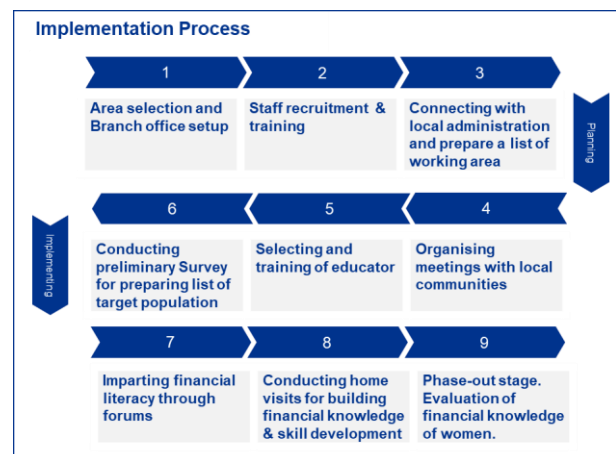 Implementation Process
1
2
3
Area selection and
Branch office setup
Staff recruitment &
training
Connecting with
local administration
and prepare a list of
working area
Planning
6
5
4
Conducting
preliminary Survey
for preparing list of
target population
Selecting and
training of educator
Organising
meetings with local
communities
Implementing
7
8
9
Imparting financial
literacy through
forums
Conducting home
visits for building
financial knowledge
& skill development
Phase-out stage.
Evaluation of
financial knowledge
of women.